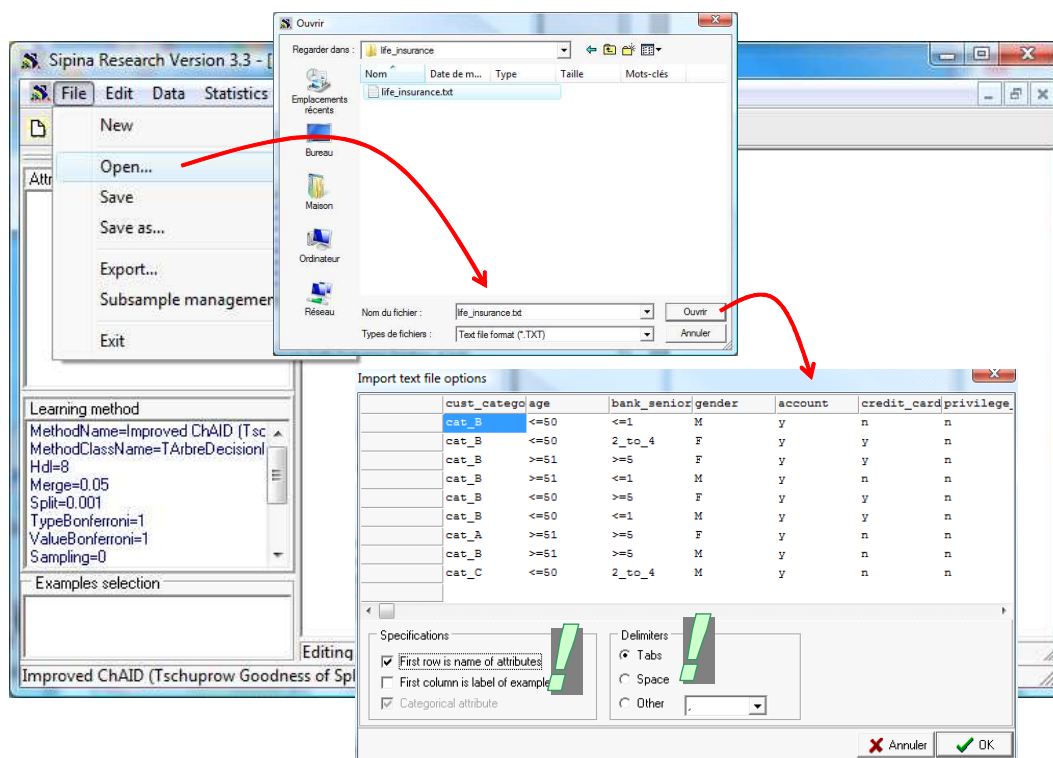 Ouvrir
Regarder dans :
life_insurance
Nom
Date de m...
Type
Taille
Mots-clés
life_insurance.txt
Emplacements
récents
Bureau
Maison
Ordinateur
Réseau
Nom du fichier :
life_insurance.txt
Ouvrir
Types de fichiers :
Text file format (*.TXT)
Annuler
Sipina Research Version 3.3 - [
File Edit Data Statistics
New
Open...
Save
Save as...
Export...
Subsample managemen
Exit
Attr
Learning method
MethodName=Improved ChAID (Tsc
MethodClassName=TArbreDecisionI
Hdl=8
Merge=0.05
Split=0.001
TypeBonferroni=1
ValueBonferroni=1
Sampling=0
Examples selection
Editing
Improved ChAID (Tschuprow Goodness of Spl
Import text file options
cust_catego age bank_senior gender account credit_card privilege_
cat_B <=50 <=1 M y n n
cat_B <=50 2_to_4 F y y n
cat_B >=51 >=5 F y y n
cat_B >=51 <=1 M y n n
cat_B <=50 >=5 F y y n
cat_B <=50 <=1 M y n n
cat_A >=51 >=5 F y n n
cat_B >=51 >=5 M y n n
cat_C <=50 2_to_4 M y n n
Specifications
First row is name of attributes
First column is label of example
Categorical attribute
Delimiters
Tabs
Space
Other
!
!
Annuler
OK